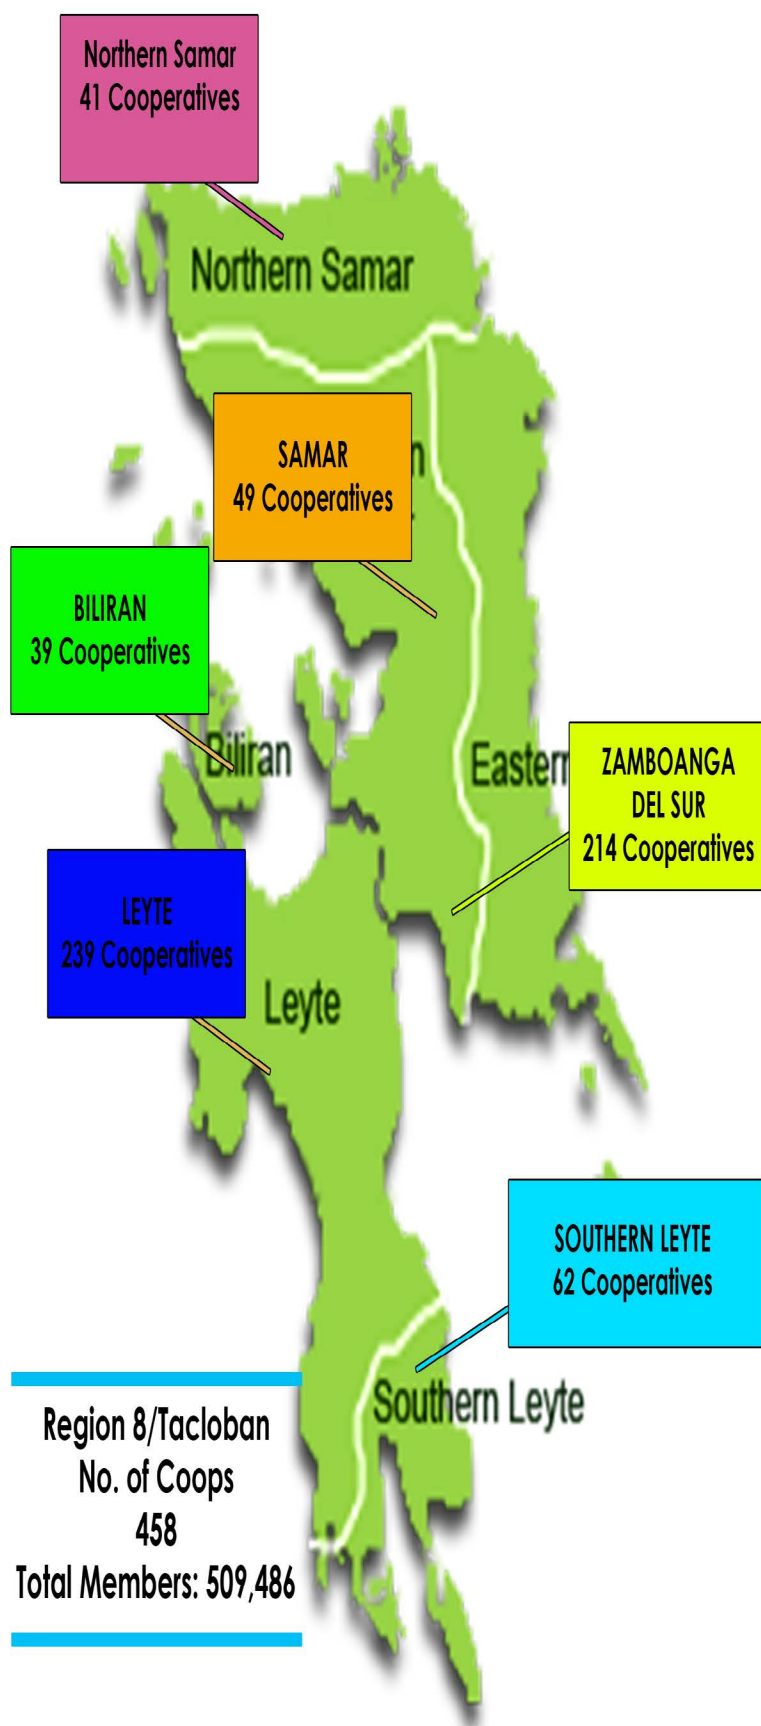 Northern Samar
41 Cooperatives
Northern Samar
SAMAR
49 Cooperatives
n
BILIRAN
39 Cooperatives
Biliran
Eastern
ZAMBOANGA
DEL SUR
214 Cooperatives
LEYTE
239 Cooperatives
Leyte
SOUTHERN LEYTE
62 Cooperatives
Southern Leyte
Region 8/Tacloban
No. of Coops
458
Total Members: 509,486